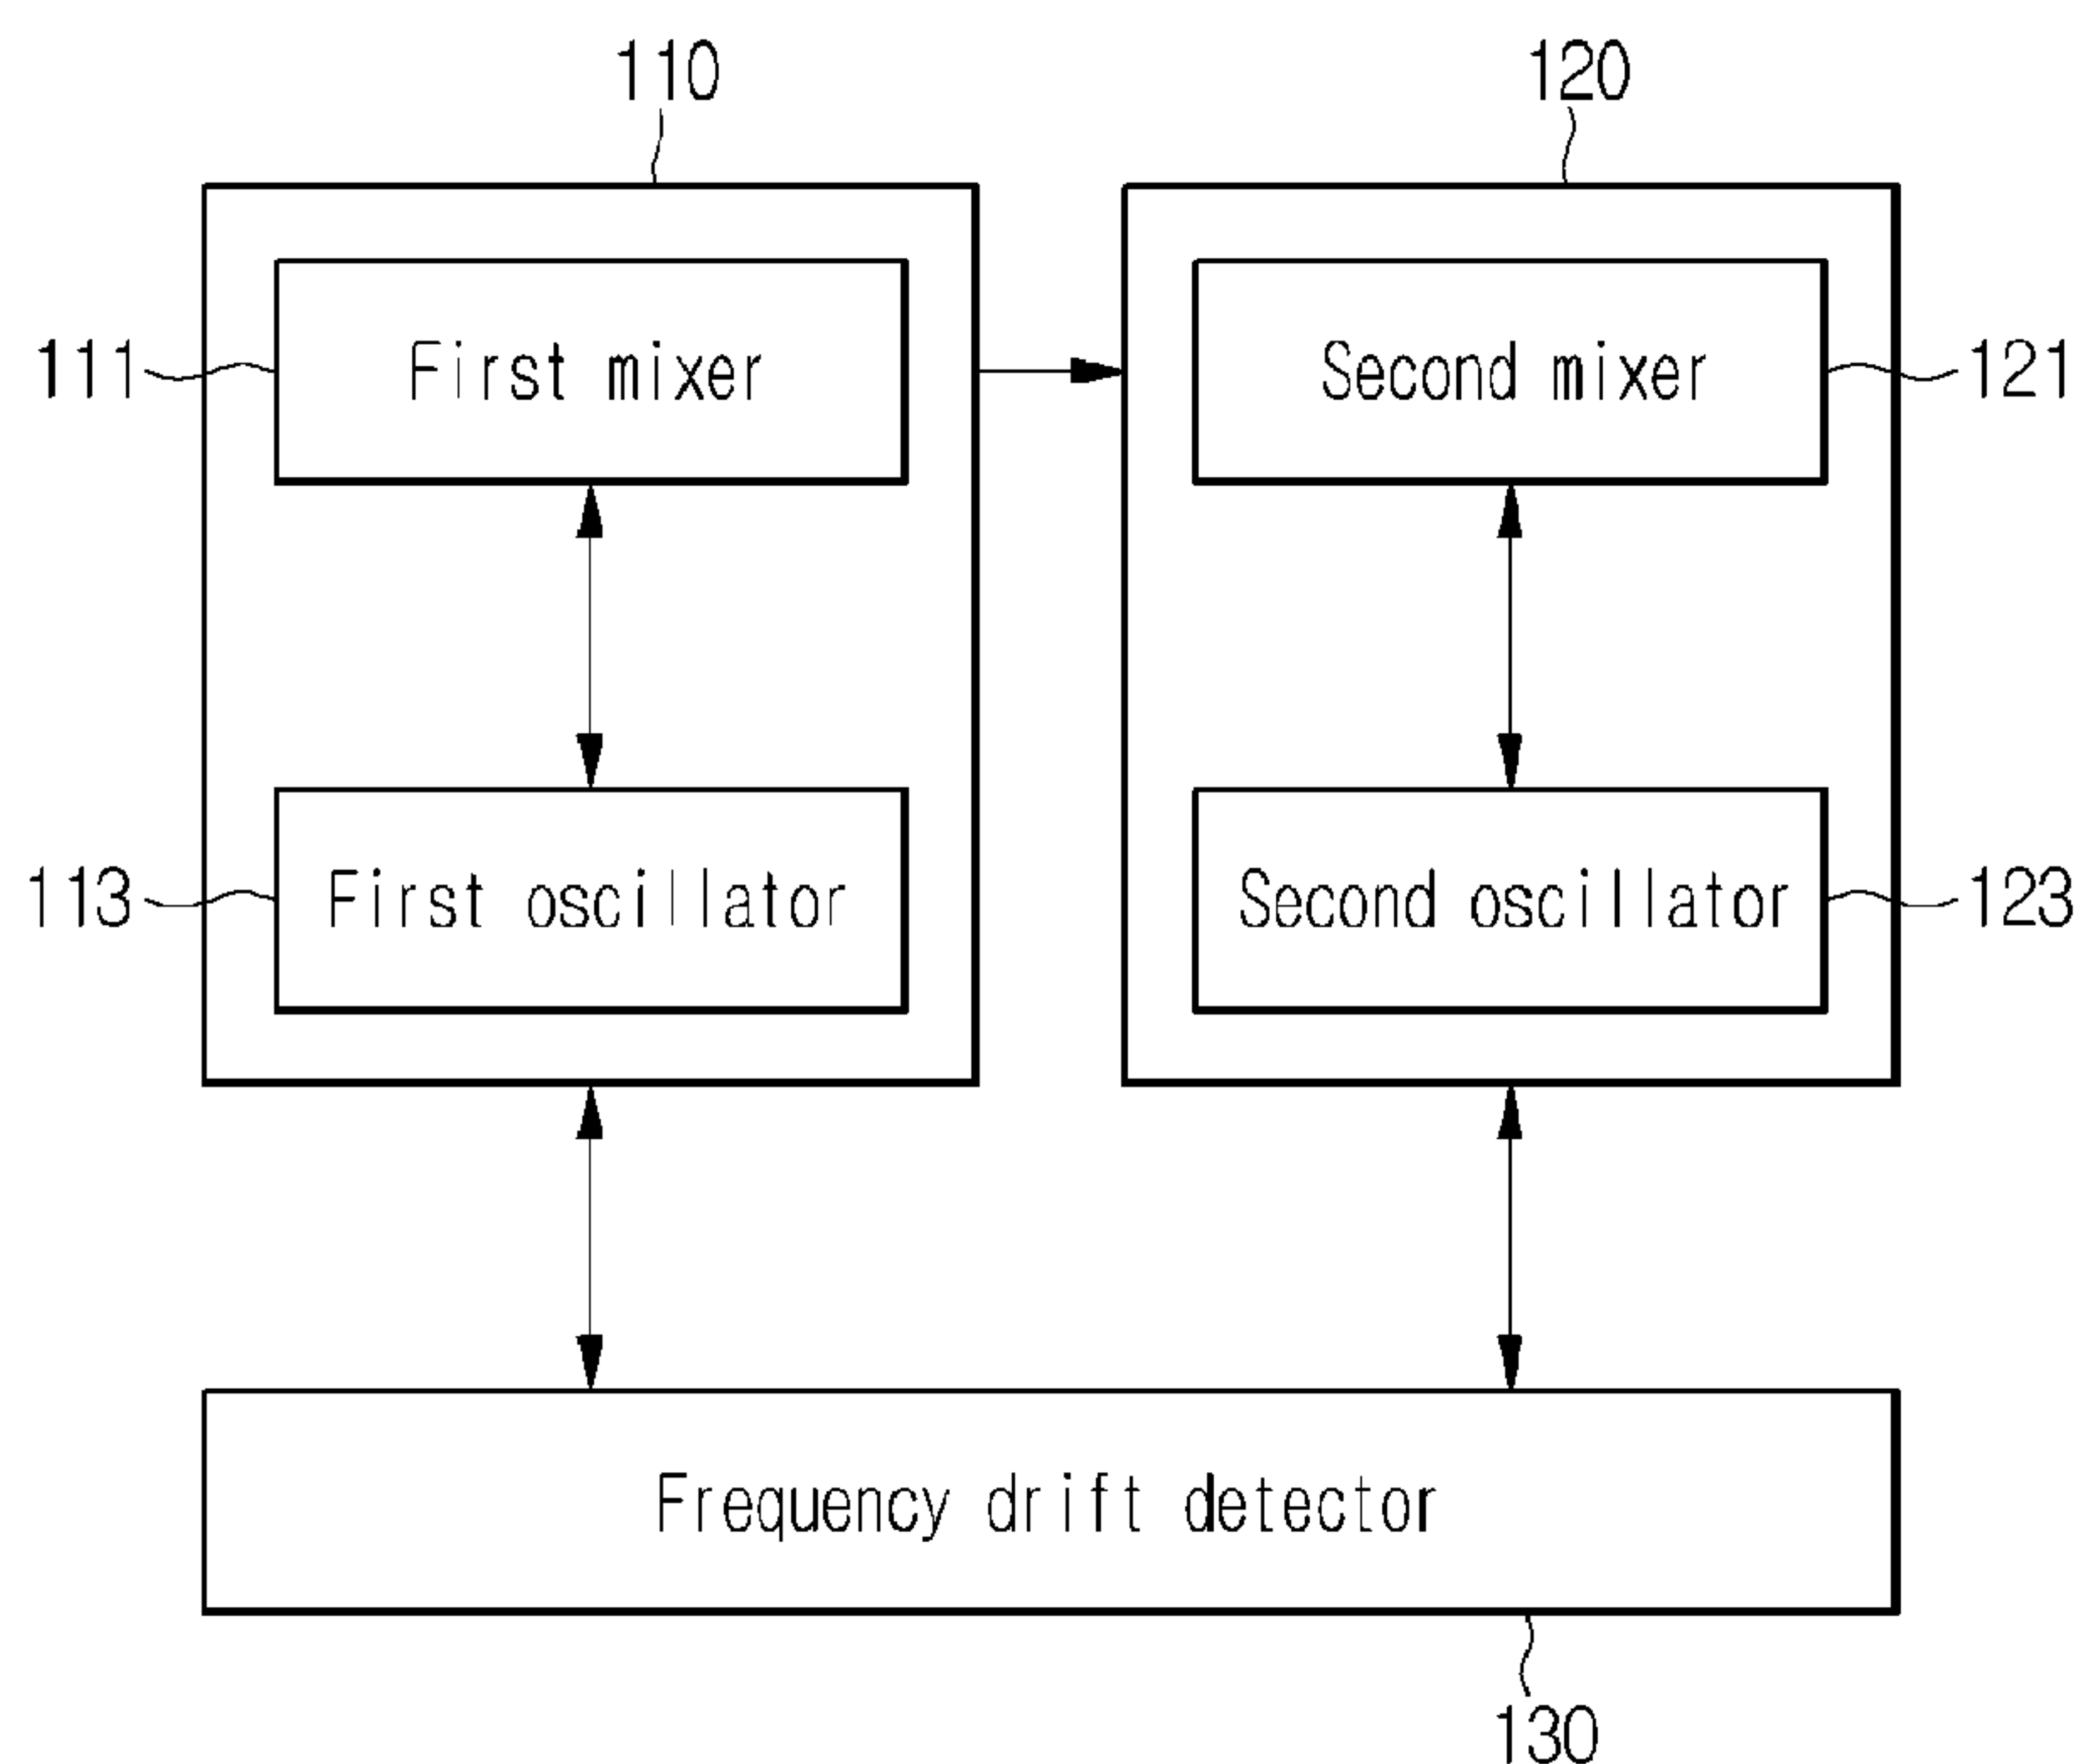 110
120
111
First mixer
Second mixer
121
113
First oscillator
Second oscillator
123
Frequency drift detector
130